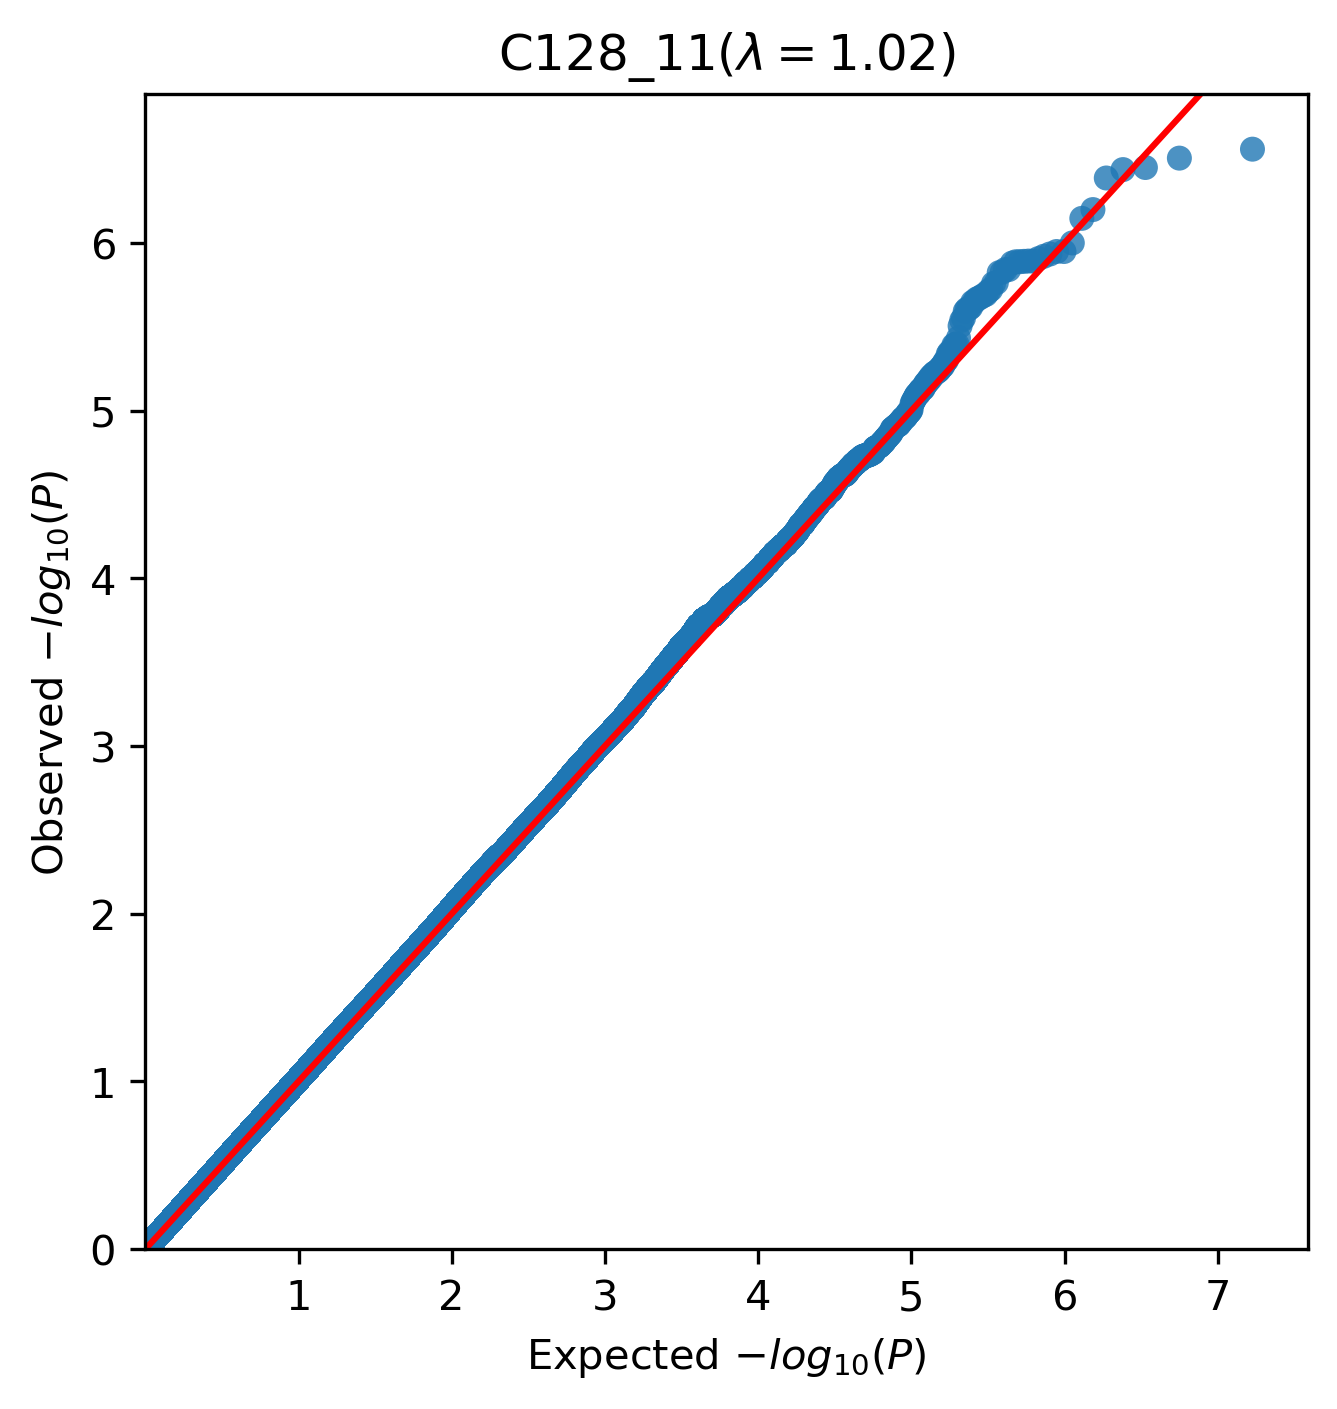 C128_11(λ = 1.02)
Observed −log₁₀(P)
6
5
4
3
2
1
0
1 2 3 4 5 6 7
Expected −log₁₀(P)